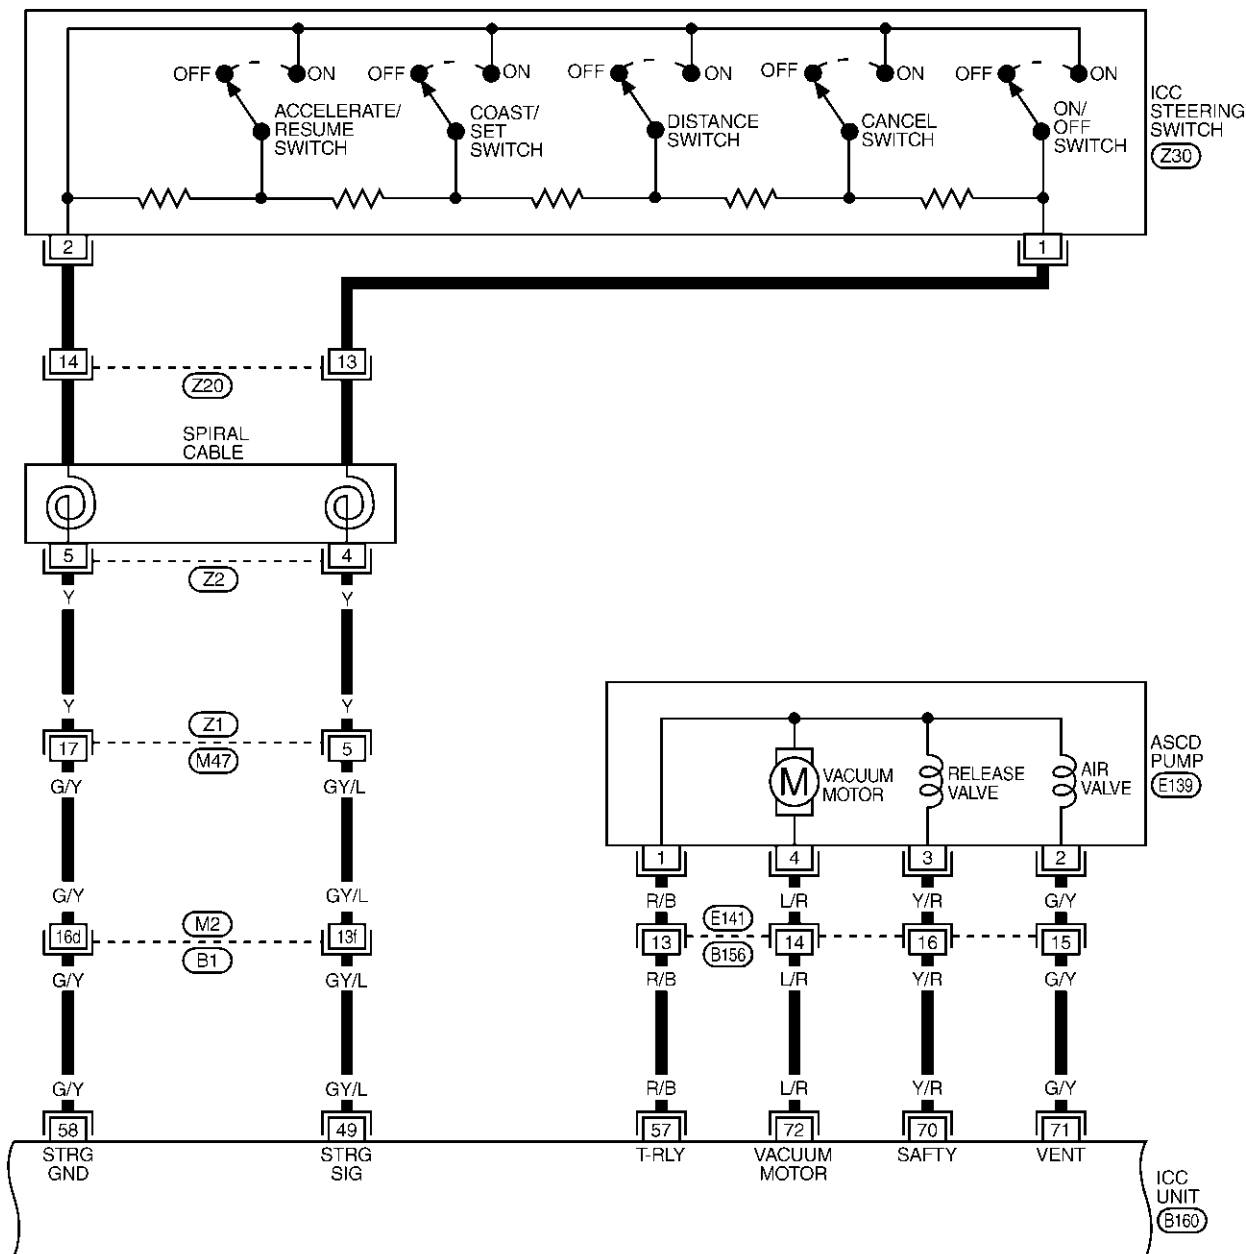 OFF ON OFF ON OFF ON OFF ON OFF ON
ACCELERATE/
RESUME
SWITCH
COAST/
SET
SWITCH
DISTANCE
SWITCH
CANCEL
SWITCH
ON/
OFF
SWITCH
ICC
STEERING
SWITCH
Z30
2 1
14 13
Z20
SPIRAL
CABLE
5 4
Z2
Y Y
Y Y
Z1
17 5
M47
G/Y GY/L
G/Y GY/L
M2
16d 13f
B1
G/Y GY/L
G/Y GY/L
58 49
STRG
GND
STRG
SIG
M
VACUUM
MOTOR
RELEASE
VALVE
AIR
VALVE
ASCD
PUMP
E139
1 4 3 2
R/B L/R Y/R G/Y
E141
13 14 16 15
B156
R/B L/R Y/R G/Y
R/B L/R Y/R G/Y
57 72 70 71
T-RLY
VACUUM
MOTOR
SAFTY
VENT
ICC
UNIT
B160